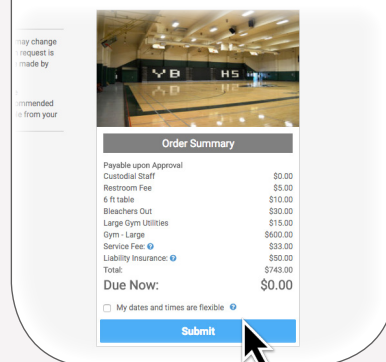 may change
request is
made by
ommended
e from your
YB HS
Order Summary
Payable upon Approval
Custodial Staff $0.00
Restroom Fee $5.00
6 ft table $10.00
Bleachers Out $30.00
Large Gym Utilities $15.00
Gym - Large $600.00
Service Fee: ? $33.00
Liability Insurance: ? $50.00
Total: $743.00
Due Now: $0.00
My dates and times are flexible ?
Submit